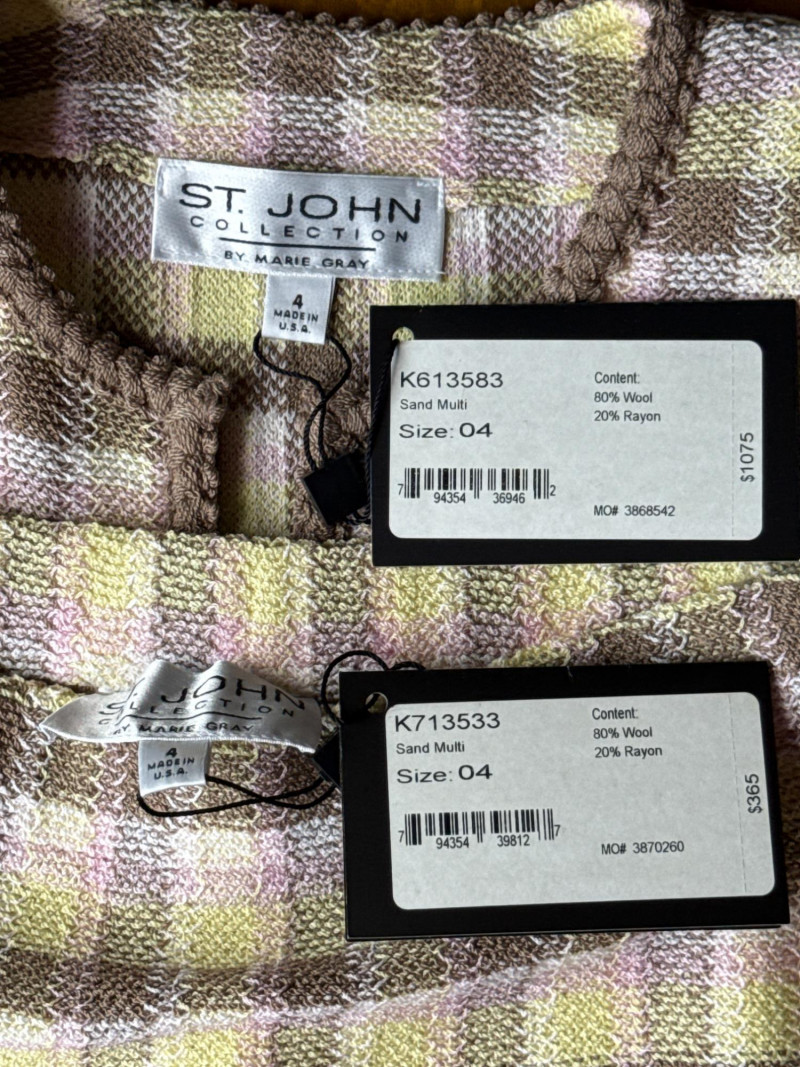 ST. JOHN
COLLECTION
BY MARIE GRAY
4
MADE IN
U.S.A.
K613583
Sand Multi
Size: 04
Content:
80% Wool
20% Rayon
7 94354 36946 2
MO# 3868542
$1075
ST. JOHN
COLLECTION
BY MARIE GRAY
4
MADE IN
U.S.A.
K713533
Sand Multi
Size: 04
Content:
80% Wool
20% Rayon
7 94354 39812 7
MO# 3870260
$365